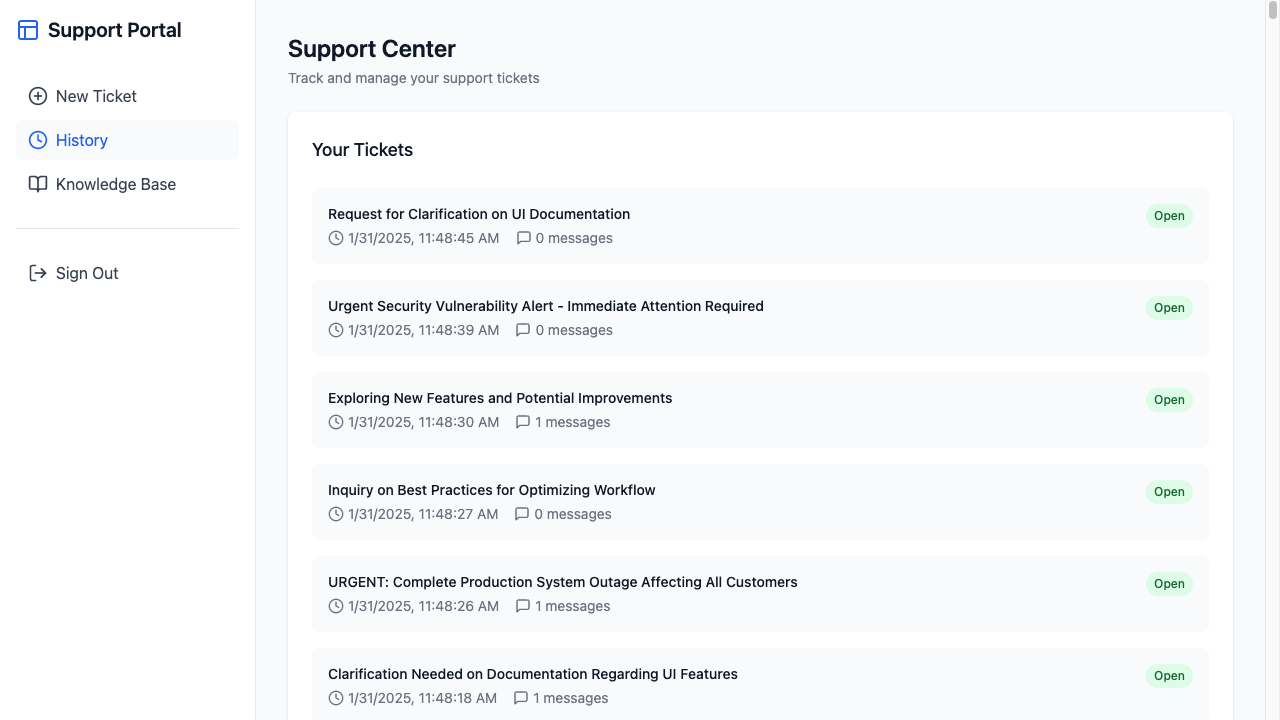 Support Portal
New Ticket
History
Knowledge Base
Sign Out
Support Center
Track and manage your support tickets
Your Tickets
Request for Clarification on UI Documentation
Open
1/31/2025, 11:48:45 AM 0 messages
Urgent Security Vulnerability Alert - Immediate Attention Required
Open
1/31/2025, 11:48:39 AM 0 messages
Exploring New Features and Potential Improvements
Open
1/31/2025, 11:48:30 AM 1 messages
Inquiry on Best Practices for Optimizing Workflow
Open
1/31/2025, 11:48:27 AM 0 messages
URGENT: Complete Production System Outage Affecting All Customers
Open
1/31/2025, 11:48:26 AM 1 messages
Clarification Needed on Documentation Regarding UI Features
Open
1/31/2025, 11:48:18 AM 1 messages